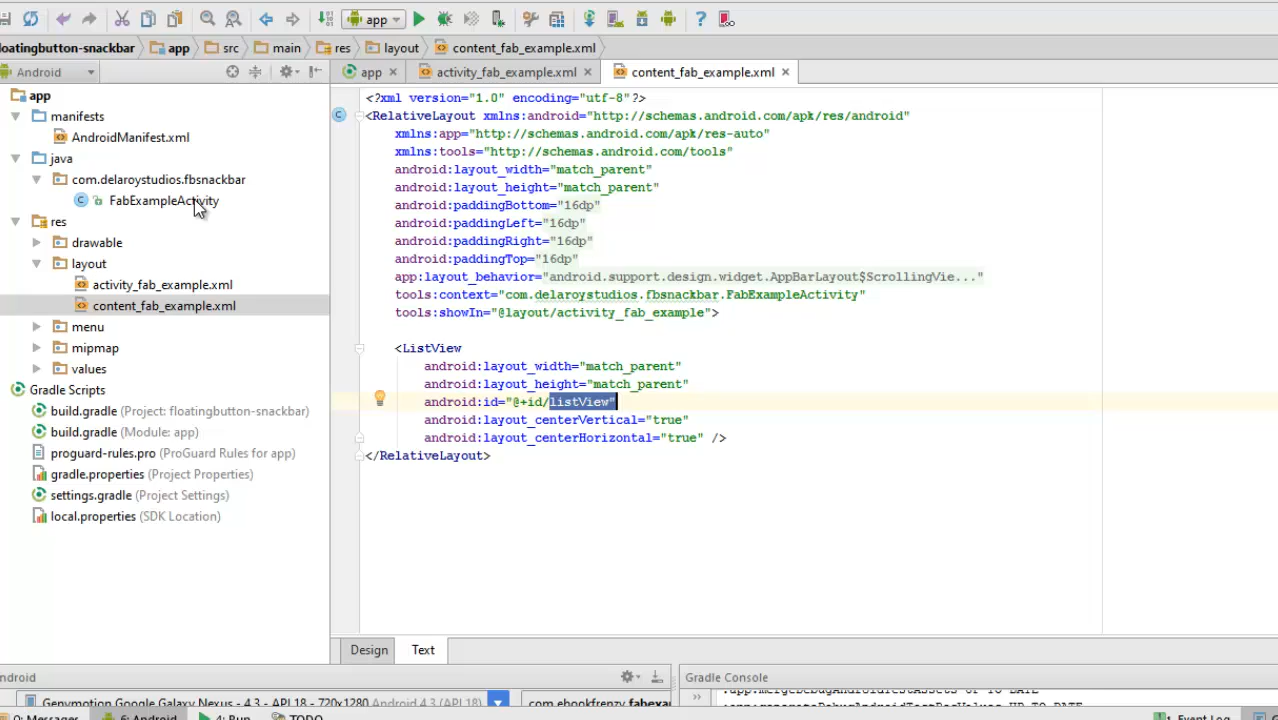 app
loatingbutton-snackbar app src main res layout content_fab_example.xml
Android app activity_fab_example.xml content_fab_example.xml
app
manifests
AndroidManifest.xml
java
com.delaroystudios.fbsnackbar
FabExampleActivity
res
drawable
layout
activity_fab_example.xml
content_fab_example.xml
menu
mipmap
values
Gradle Scripts
build.gradle (Project: floatingbutton-snackbar)
build.gradle (Module: app)
proguard-rules.pro (ProGuard Rules for app)
gradle.properties (Project Properties)
settings.gradle (Project Settings)
local.properties (SDK Location)
<?xml version="1.0" encoding="utf-8"?>
<RelativeLayout xmlns:android="http://schemas.android.com/apk/res/android"
xmlns:app="http://schemas.android.com/apk/res-auto"
xmlns:tools="http://schemas.android.com/tools"
android:layout_width="match_parent"
android:layout_height="match_parent"
android:paddingBottom="16dp"
android:paddingLeft="16dp"
android:paddingRight="16dp"
android:paddingTop="16dp"
app:layout_behavior="android.support.design.widget.AppBarLayout$ScrollingVie..."
tools:context="com.delaroystudios.fbsnackbar.FabExampleActivity"
tools:showIn="@layout/activity_fab_example">
<ListView
android:layout_width="match_parent"
android:layout_height="match_parent"
android:id="@+id/listView"
android:layout_centerVertical="true"
android:layout_centerHorizontal="true" />
</RelativeLayout>
Design Text
ndroid
Gradle Console
Genymotion Google Galaxy Nexus - 4.3 - API 18 - 720x1280 Android 4.3 (API 18)
com.ebookfrenzy.fabexa
0: Messages 6: Android 4: Run TODO
1 Event Log